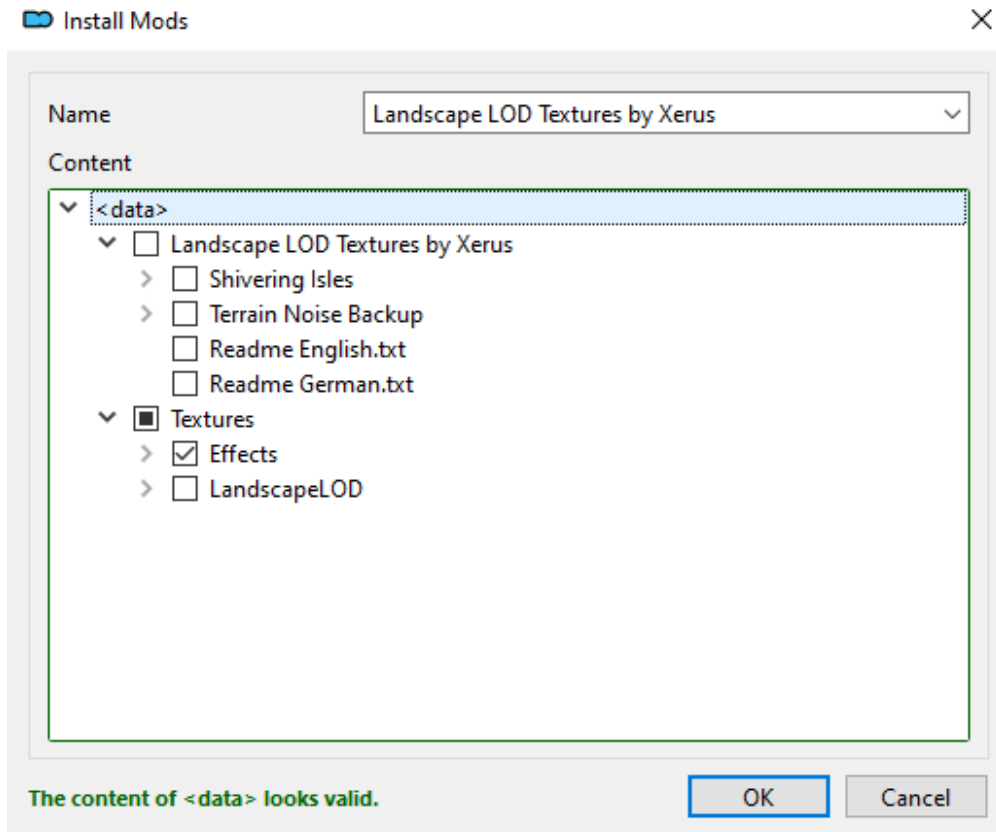 Install Mods
Name
Landscape LOD Textures by Xerus
Content
<data>
Landscape LOD Textures by Xerus
Shivering Isles
Terrain Noise Backup
Readme English.txt
Readme German.txt
Textures
Effects
LandscapeLOD
The content of <data> looks valid.
OK
Cancel